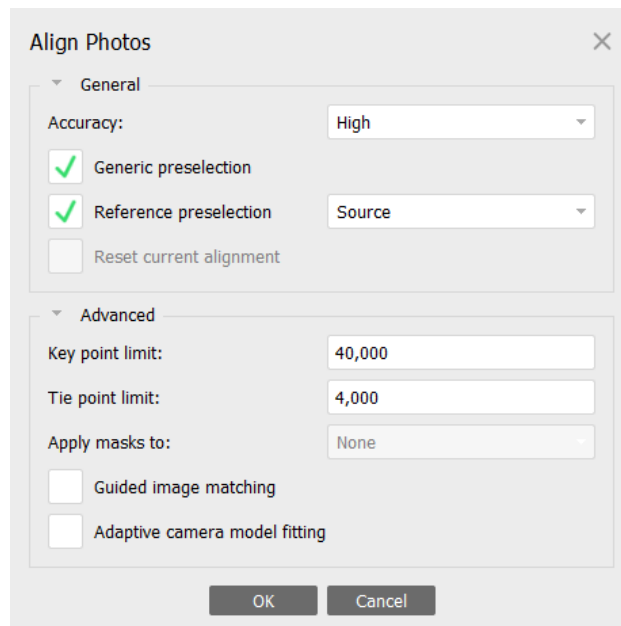 Align Photos
General
Accuracy: High
Generic preselection
Reference preselection Source
Reset current alignment
Advanced
Key point limit: 40,000
Tie point limit: 4,000
Apply masks to: None
Guided image matching
Adaptive camera model fitting
OK Cancel